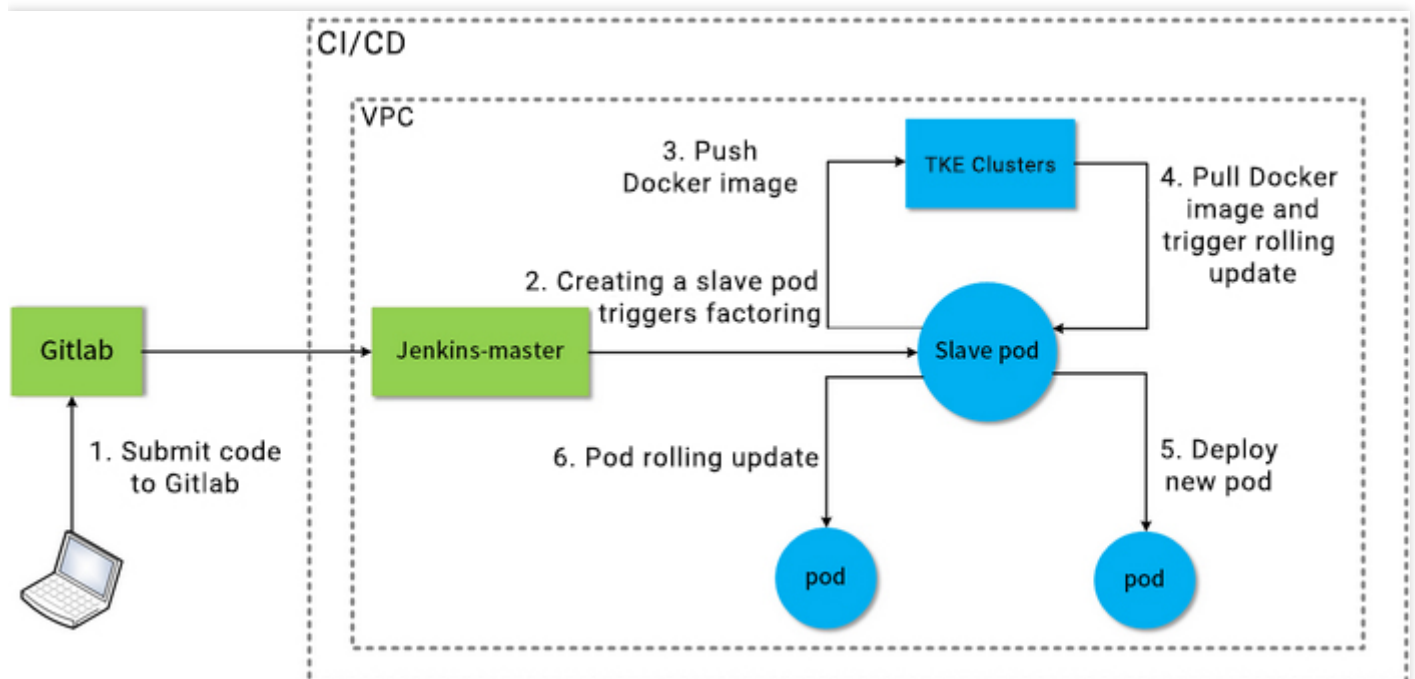 CI/CD
VPC
3. Push
Docker image
TKE Clusters
4. Pull Docker
image and
trigger rolling
update
2. Creating a slave pod
triggers factoring
Gitlab
Jenkins-master
Slave pod
1. Submit code
to Gitlab
6. Pod rolling update
5. Deploy
new pod
pod
pod